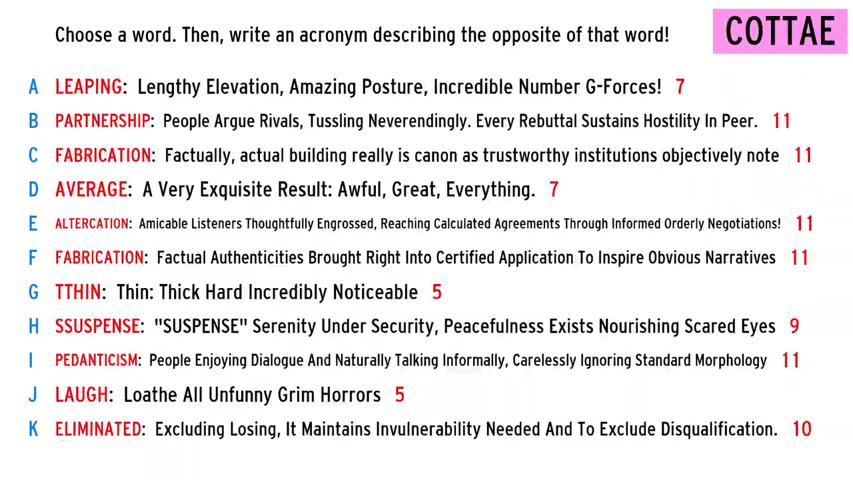 Choose a word. Then, write an acronym describing the opposite of that word!
COTTAE
A LEAPING: Lengthy Elevation, Amazing Posture, Incredible Number G-Forces! 7
B PARTNERSHIP: People Argue Rivals, Tussling Neverendingly. Every Rebuttal Sustains Hostility In Peer. 11
C FABRICATION: Factually, actual building really is canon as trustworthy institutions objectively note 11
D AVERAGE: A Very Exquisite Result: Awful, Great, Everything. 7
E ALTERCATION: Amicable Listeners Thoughtfully Engrossed, Reaching Calculated Agreements Through Informed Orderly Negotiations! 11
F FABRICATION: Factual Authenticities Brought Right Into Certified Application To Inspire Obvious Narratives 11
G TTHIN: Thin: Thick Hard Incredibly Noticeable 5
H SSUSPENSE: "SUSPENSE" Serenity Under Security, Peacefulness Exists Nourishing Scared Eyes 9
I PEDANTICISM: People Enjoying Dialogue And Naturally Talking Informally, Carelessly Ignoring Standard Morphology 11
J LAUGH: Loathe All Unfunny Grim Horrors 5
K ELIMINATED: Excluding Losing, It Maintains Invulnerability Needed And To Exclude Disqualification. 10